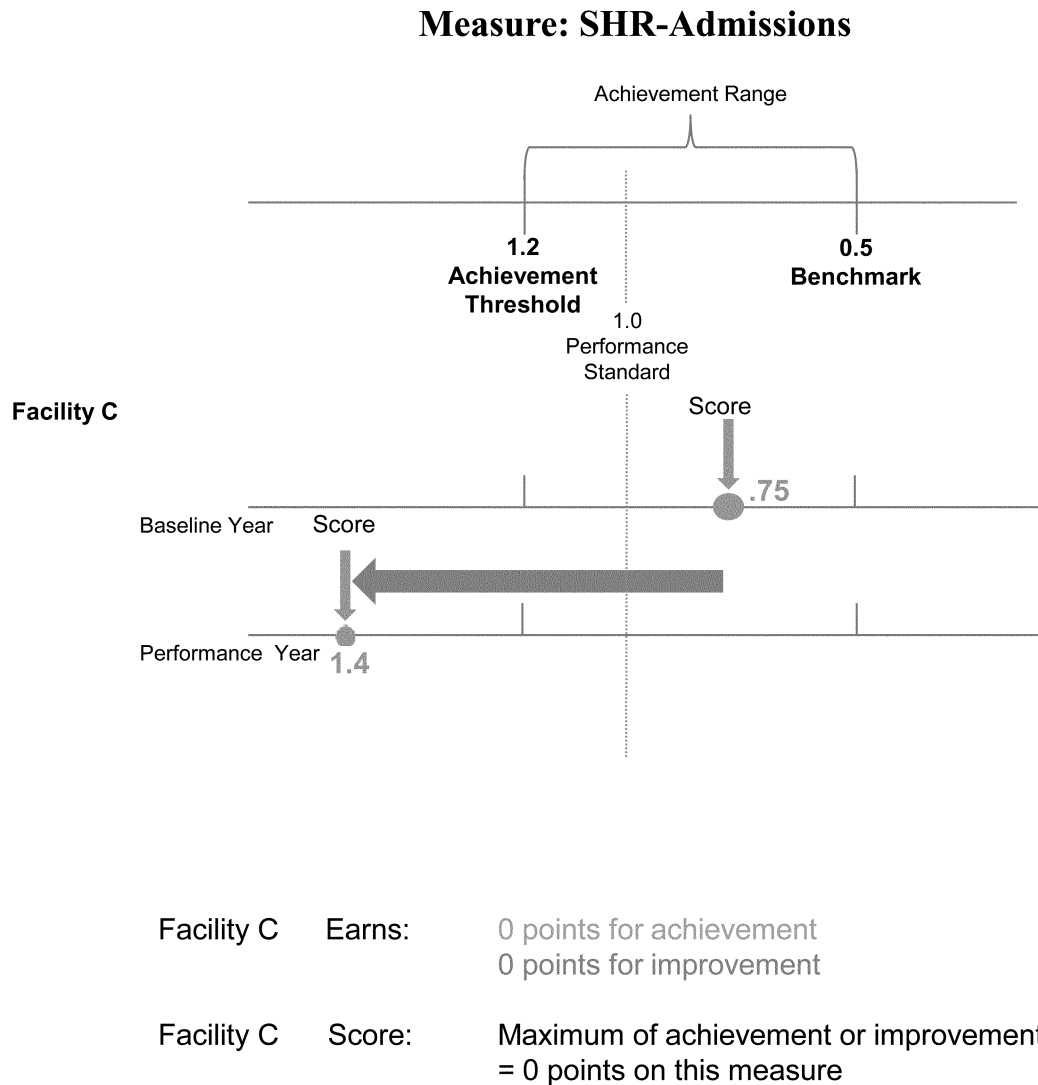 Measure: SHR-Admissions
Achievement Range
1.2
Achievement
Threshold
0.5
Benchmark
1.0
Performance
Standard
Facility C
Score
.75
Baseline Year
Score
Performance Year
1.4
Facility C Earns: 0 points for achievement
0 points for improvement
Facility C Score: Maximum of achievement or improvement
= 0 points on this measure